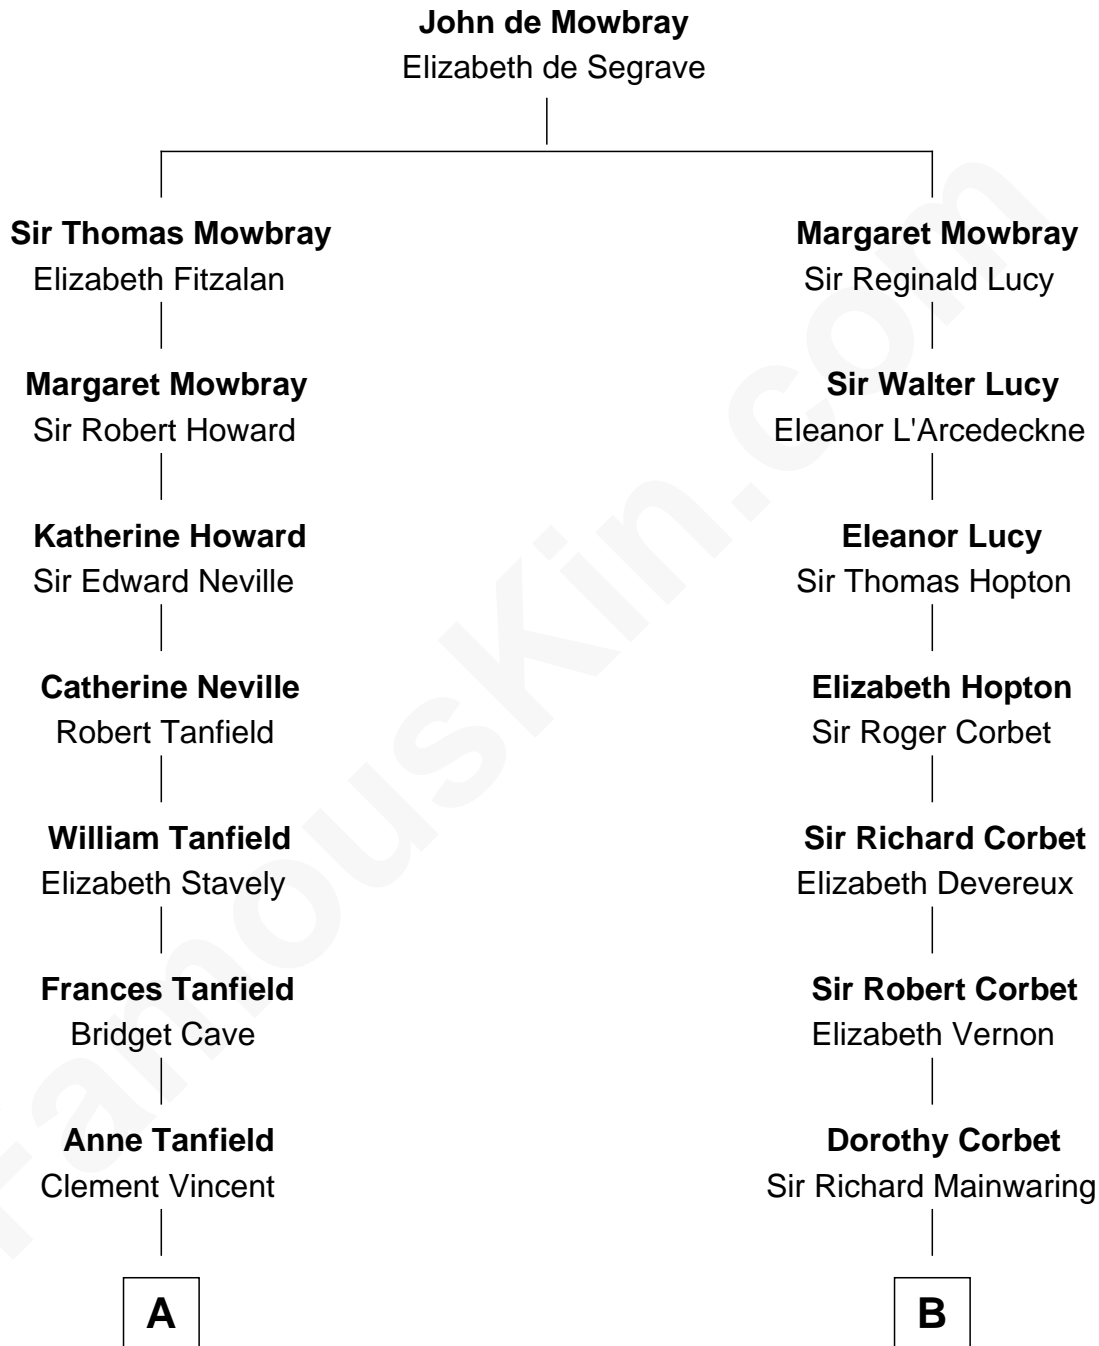 John de Mowbray
Elizabeth de Segrave
Sir Thomas Mowbray
Elizabeth Fitzalan
Margaret Mowbray
Sir Reginald Lucy
Margaret Mowbray
Sir Robert Howard
Sir Walter Lucy
Eleanor L'Arcedeckne
Katherine Howard
Sir Edward Neville
Eleanor Lucy
Sir Thomas Hopton
Catherine Neville
Robert Tanfield
Elizabeth Hopton
Sir Roger Corbet
William Tanfield
Elizabeth Stavely
Sir Richard Corbet
Elizabeth Devereux
Frances Tanfield
Bridget Cave
Sir Robert Corbet
Elizabeth Vernon
Anne Tanfield
Clement Vincent
Dorothy Corbet
Sir Richard Mainwaring
A
B
FamousKin.com